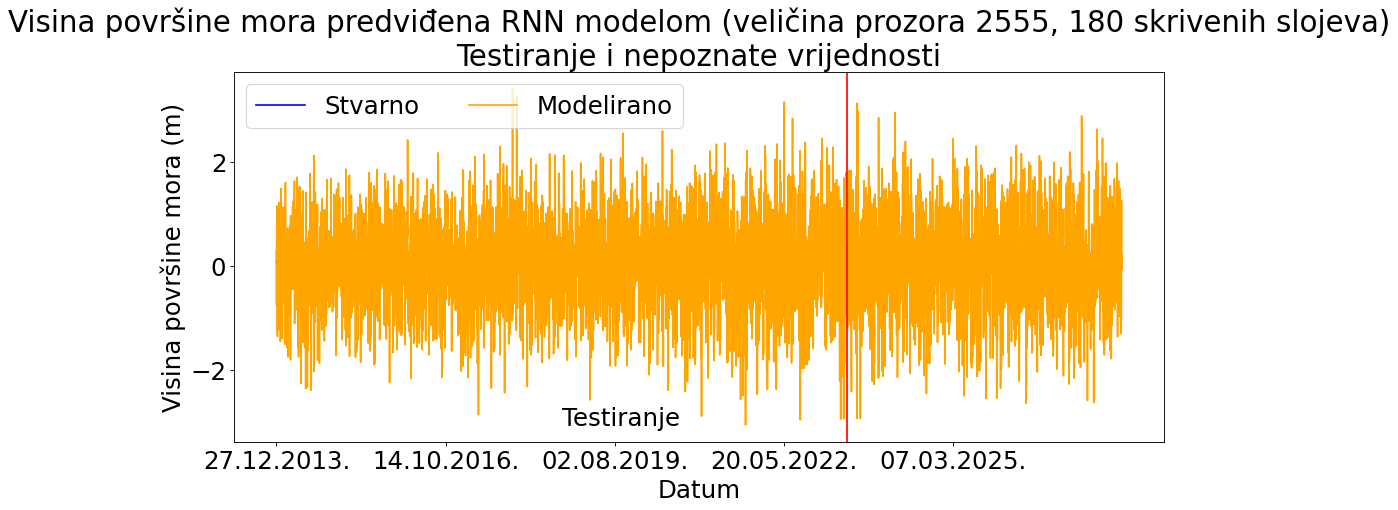 Visina površine mora predviđena RNN modelom (veličina prozora 2555, 180 skrivenih slojeva)
Testiranje i nepoznate vrijednosti
Stvarno Modelirano
Visina površine mora (m)
2
0
−2
Testiranje
27.12.2013. 14.10.2016. 02.08.2019. 20.05.2022. 07.03.2025.
Datum